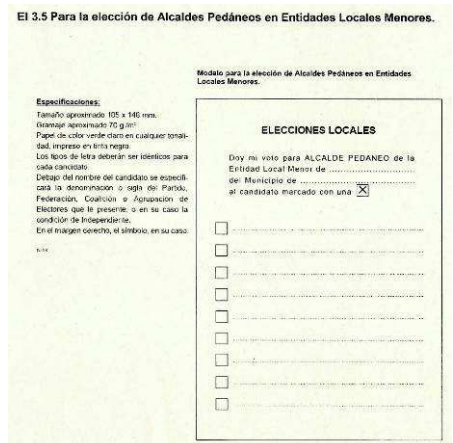 El 3.5 Para la elección de Alcaldes Pedáneos en Entidades Locales Menores.
Modelo para la elección de Alcaldes Pedáneos en Entidades
Locales Menores.
Especificaciones:
Tamaño aproximado 105 x 148 mm.
Gramaje aproximado 70 g/m²
Papel de color verde claro en cualquier tonali-
dad, impreso en tinta negra.
Los tipos de letra deberán ser idénticos para
cada candidato.
Debajo del nombre del candidato se especifi-
cará la denominación o sigla del Partido,
Federación, Coalición o Agrupación de
Electores que le presente, o en su caso la
condición de Independiente.
En el margen derecho, el símbolo, en su caso.
ELECCIONES LOCALES
Doy mi voto para ALCALDE PEDANEO de la
Entidad Local Menor de ........................
del Municipio de ................................
al candidato marcado con una X